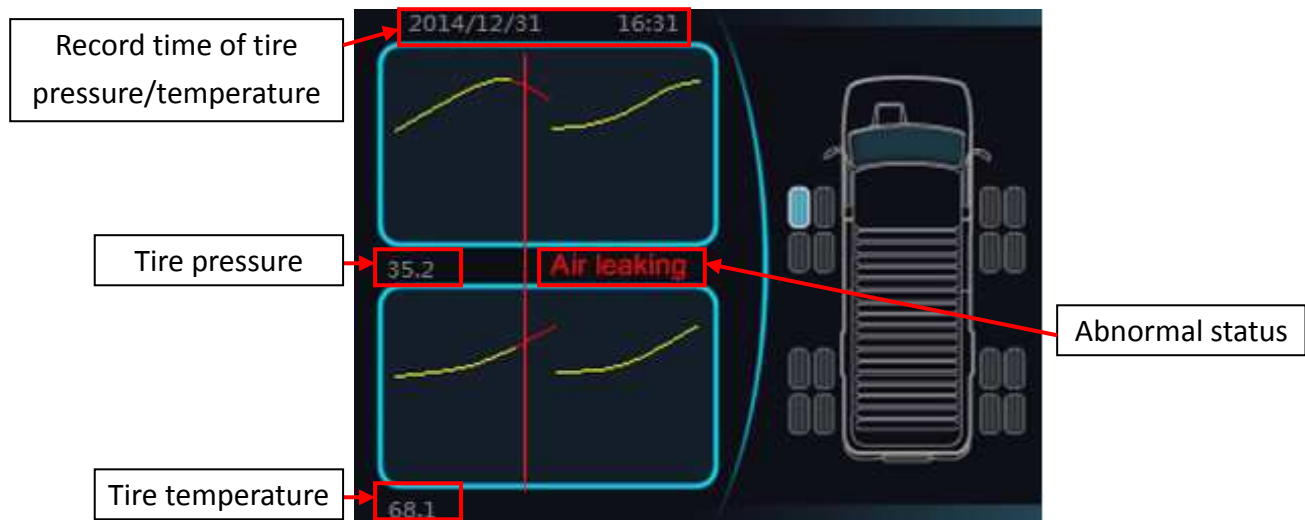 2014/12/31 16:31
Record time of tire
pressure/temperature
Tire pressure
35.2
Air leaking
Abnormal status
Tire temperature
68.1